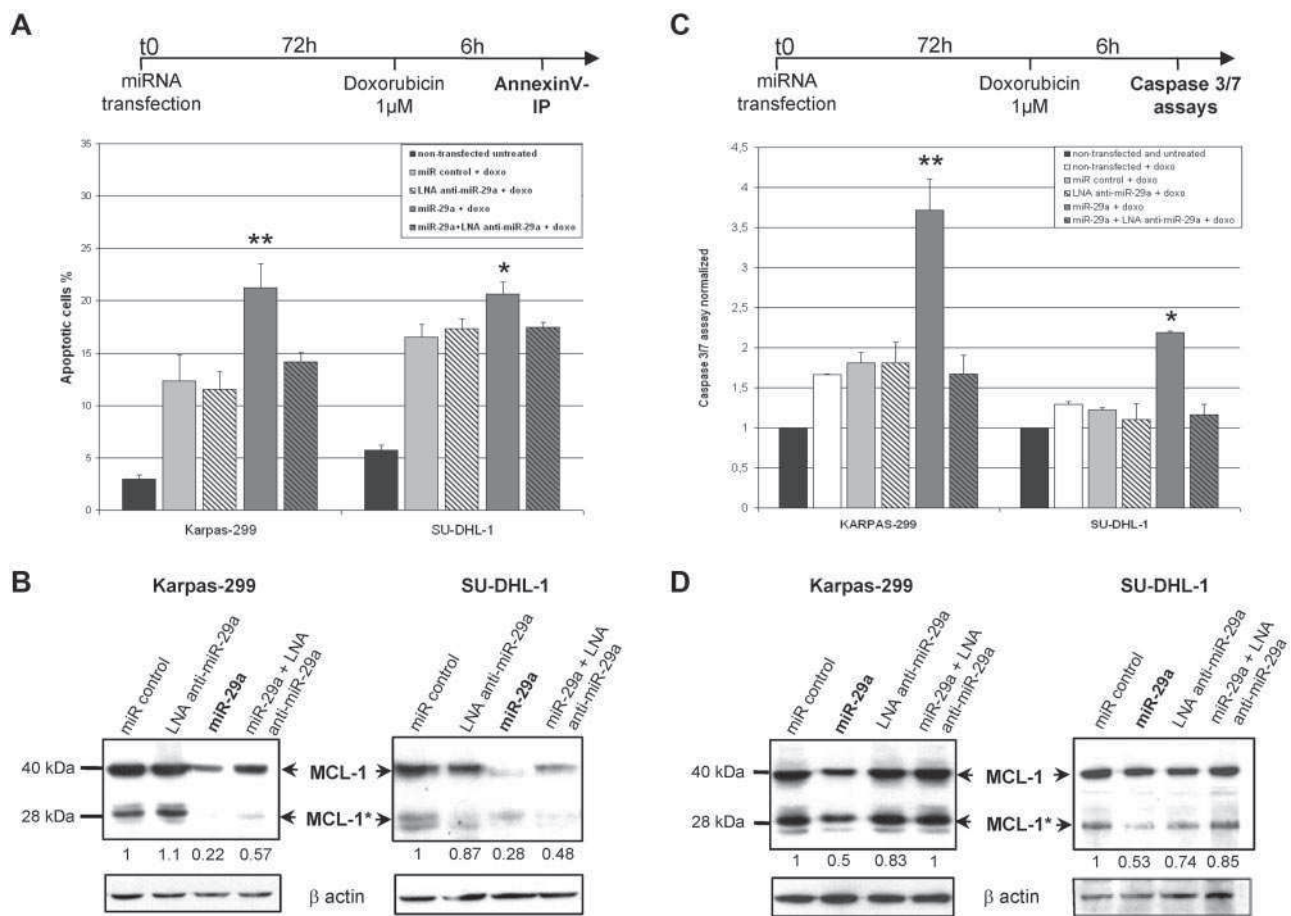 A
t0 72h 6h
miRNA
transfection
Doxorubicin
1µM
AnnexinV-
IP
35
30
25
20
15
10
5
0
Apoptotic cells %
non-transfected untreated
miR control + doxo
LNA anti-miR-29a + doxo
miR-29a + doxo
miR-29a+LNA anti-miR-29a + doxo
**
*
Karpas-299 SU-DHL-1
C
t0 72h 6h
miRNA
transfection
Doxorubicin
1µM
Caspase 3/7
assays
4,5
4
3,5
3
2,5
2
1,5
1
0,5
0
Caspase 3/7 assay normalized
non-transfected and untreated
non-transfected + doxo
miR control + doxo
LNA anti-miR-29a + doxo
miR-29a + doxo
miR-29a + LNA anti-miR-29a + doxo
**
*
KARPAS-299 SU-DHL-1
B
Karpas-299 SU-DHL-1
miR control
LNA anti-miR-29a
miR-29a
miR-29a + LNA
anti-miR-29a
miR control
LNA anti-miR-29a
miR-29a
miR-29a + LNA
anti-miR-29a
40 kDa MCL-1
28 kDa MCL-1*
1 1.1 0.22 0.57 1 0.87 0.28 0.48
β actin
D
Karpas-299 SU-DHL-1
miR control
miR-29a
LNA anti-miR-29a
miR-29a + LNA
anti-miR-29a
miR control
miR-29a
LNA anti-miR-29a
miR-29a + LNA
anti-miR-29a
40 kDa MCL-1
28 kDa MCL-1*
1 0.5 0.83 1 1 0.53 0.74 0.85
β actin